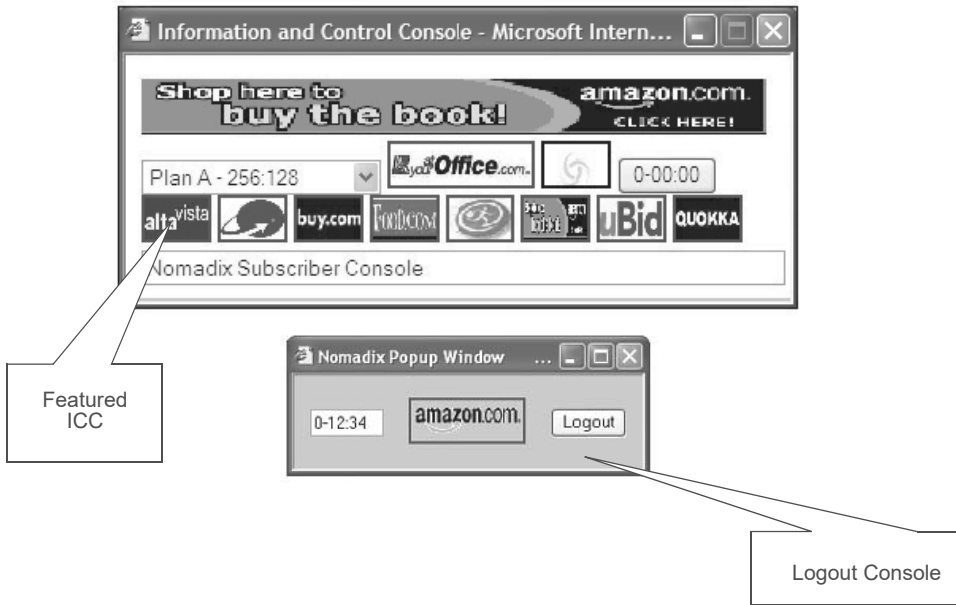 Information and Control Console - Microsoft Intern...
Shop here to
buy the book!
amazon.com.
CLICK HERE!
Plan A - 256:128
Office.com
0-00:00
altavista
buy.com
Food.com
uBid
QUOKKA
Nomadix Subscriber Console
Featured
ICC
Nomadix Popup Window ...
0-12:34
amazon.com.
Logout
Logout Console